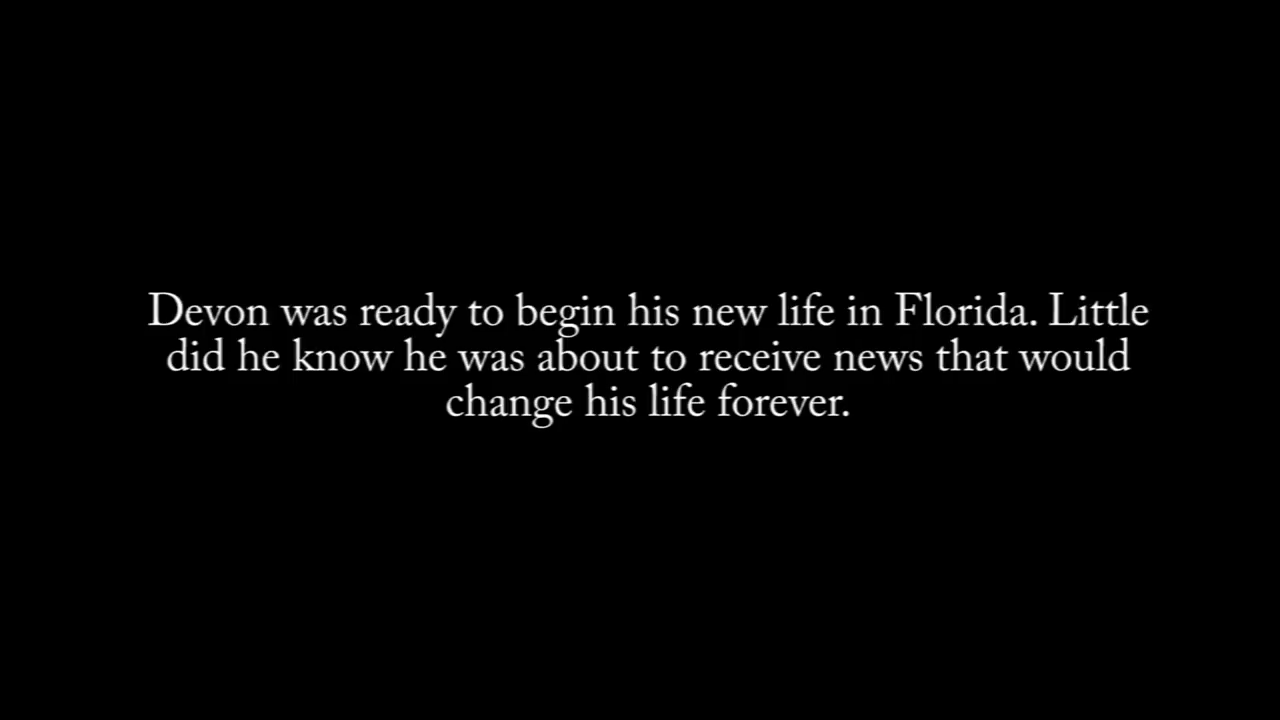 Devon was ready to begin his new life in Florida. Little
did he know he was about to receive news that would
change his life forever.